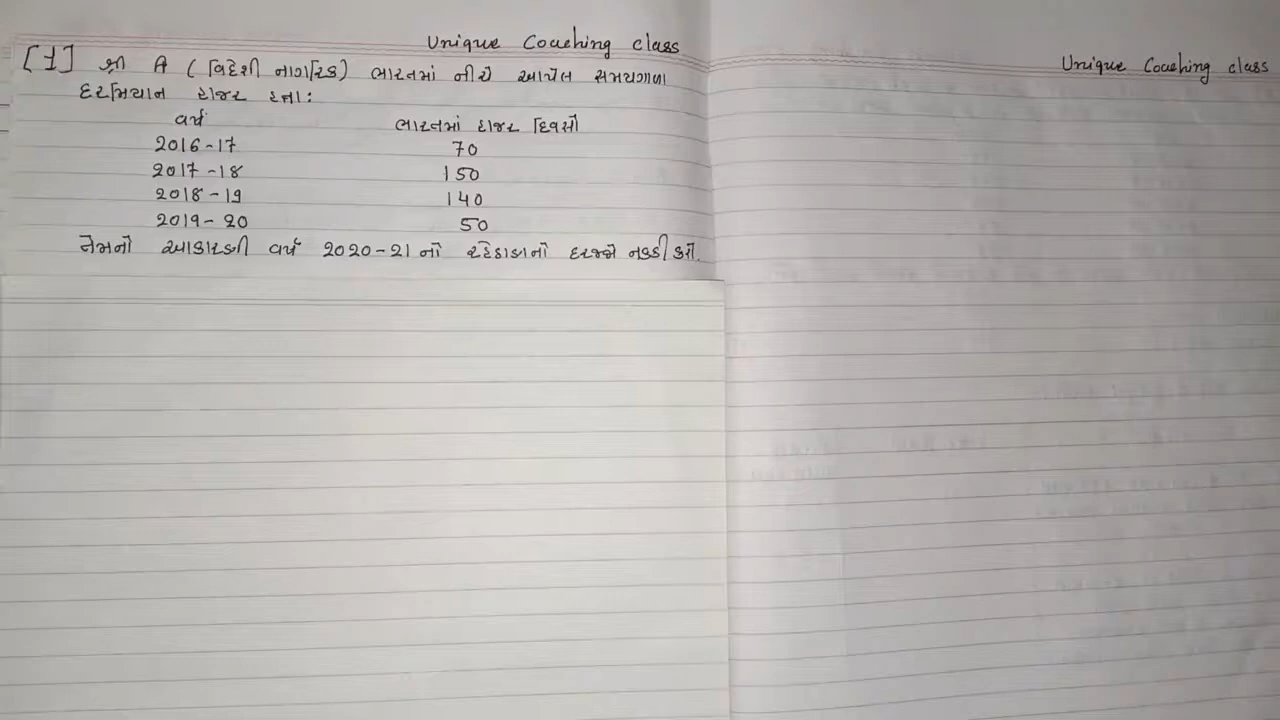 Unique Coaching class
[1] શ્રી A (વિદેશી નાગરિક) ભારતમાં નીચે આપેલ સમયગાળા
દરમિયાન હાજર હતા:
વર્ષ ભારતમાં હાજર દિવસો
2016-17 70
2017-18 150
2018-19 140
2019-20 50
તેમનો આકારણી વર્ષ 2020-21 નો રહેઠાણનો દરજ્જો નક્કી કરો.
Unique Coaching class